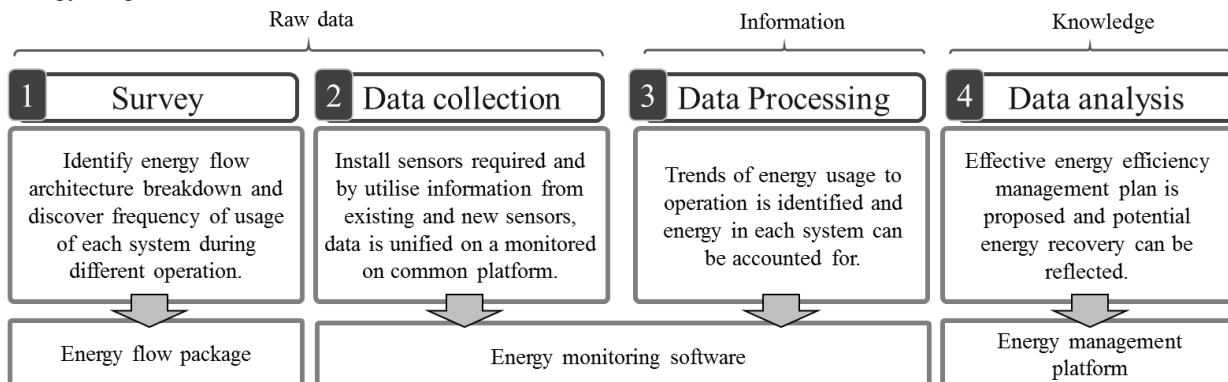 Raw data
Information
Knowledge
1 Survey
2 Data collection
3 Data Processing
4 Data analysis
Identify energy flow
architecture breakdown and
discover frequency of usage
of each system during
different operation.
Install sensors required and
by utilise information from
existing and new sensors,
data is unified on a monitored
on common platform.
Trends of energy usage to
operation is identified and
energy in each system can
be accounted for.
Effective energy efficiency
management plan is
proposed and potential
energy recovery can be
reflected.
Energy flow package
Energy monitoring software
Energy management
platform